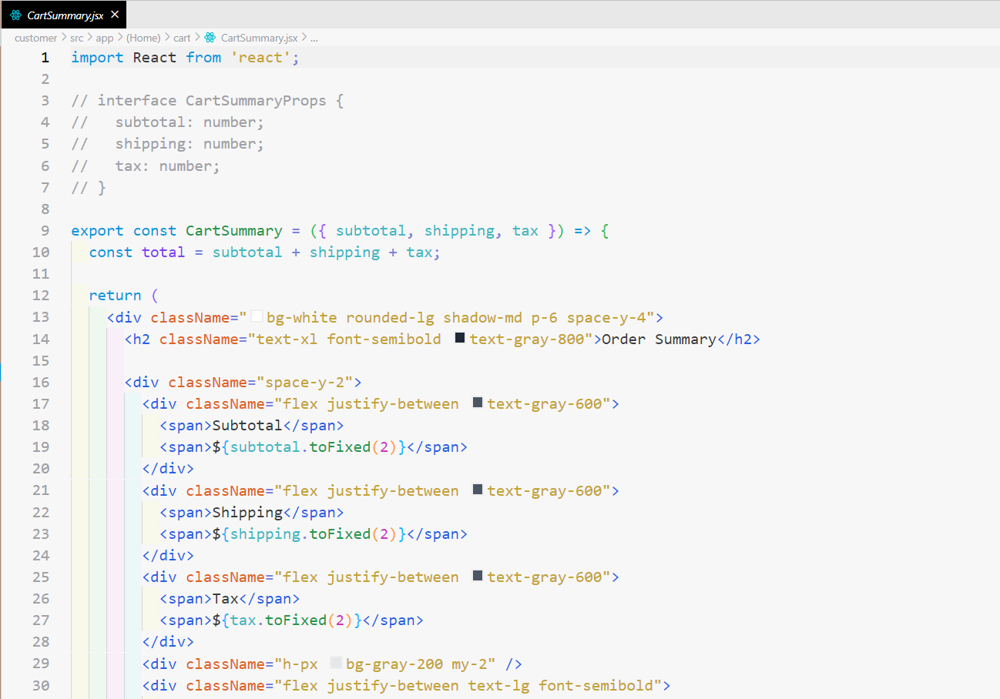 CartSummary.jsx ×
customer > src > app > (Home) > cart > CartSummary.jsx > ...
1 import React from 'react';
2
3 // interface CartSummaryProps {
4 //   subtotal: number;
5 //   shipping: number;
6 //   tax: number;
7 // }
8
9 export const CartSummary = ({ subtotal, shipping, tax }) => {
10   const total = subtotal + shipping + tax;
11
12   return (
13     <div className="bg-white rounded-lg shadow-md p-6 space-y-4">
14       <h2 className="text-xl font-semibold text-gray-800">Order Summary</h2>
15
16       <div className="space-y-2">
17         <div className="flex justify-between text-gray-600">
18           <span>Subtotal</span>
19           <span>${subtotal.toFixed(2)}</span>
20         </div>
21         <div className="flex justify-between text-gray-600">
22           <span>Shipping</span>
23           <span>${shipping.toFixed(2)}</span>
24         </div>
25         <div className="flex justify-between text-gray-600">
26           <span>Tax</span>
27           <span>${tax.toFixed(2)}</span>
28         </div>
29         <div className="h-px bg-gray-200 my-2" />
30         <div className="flex justify-between text-lg font-semibold">